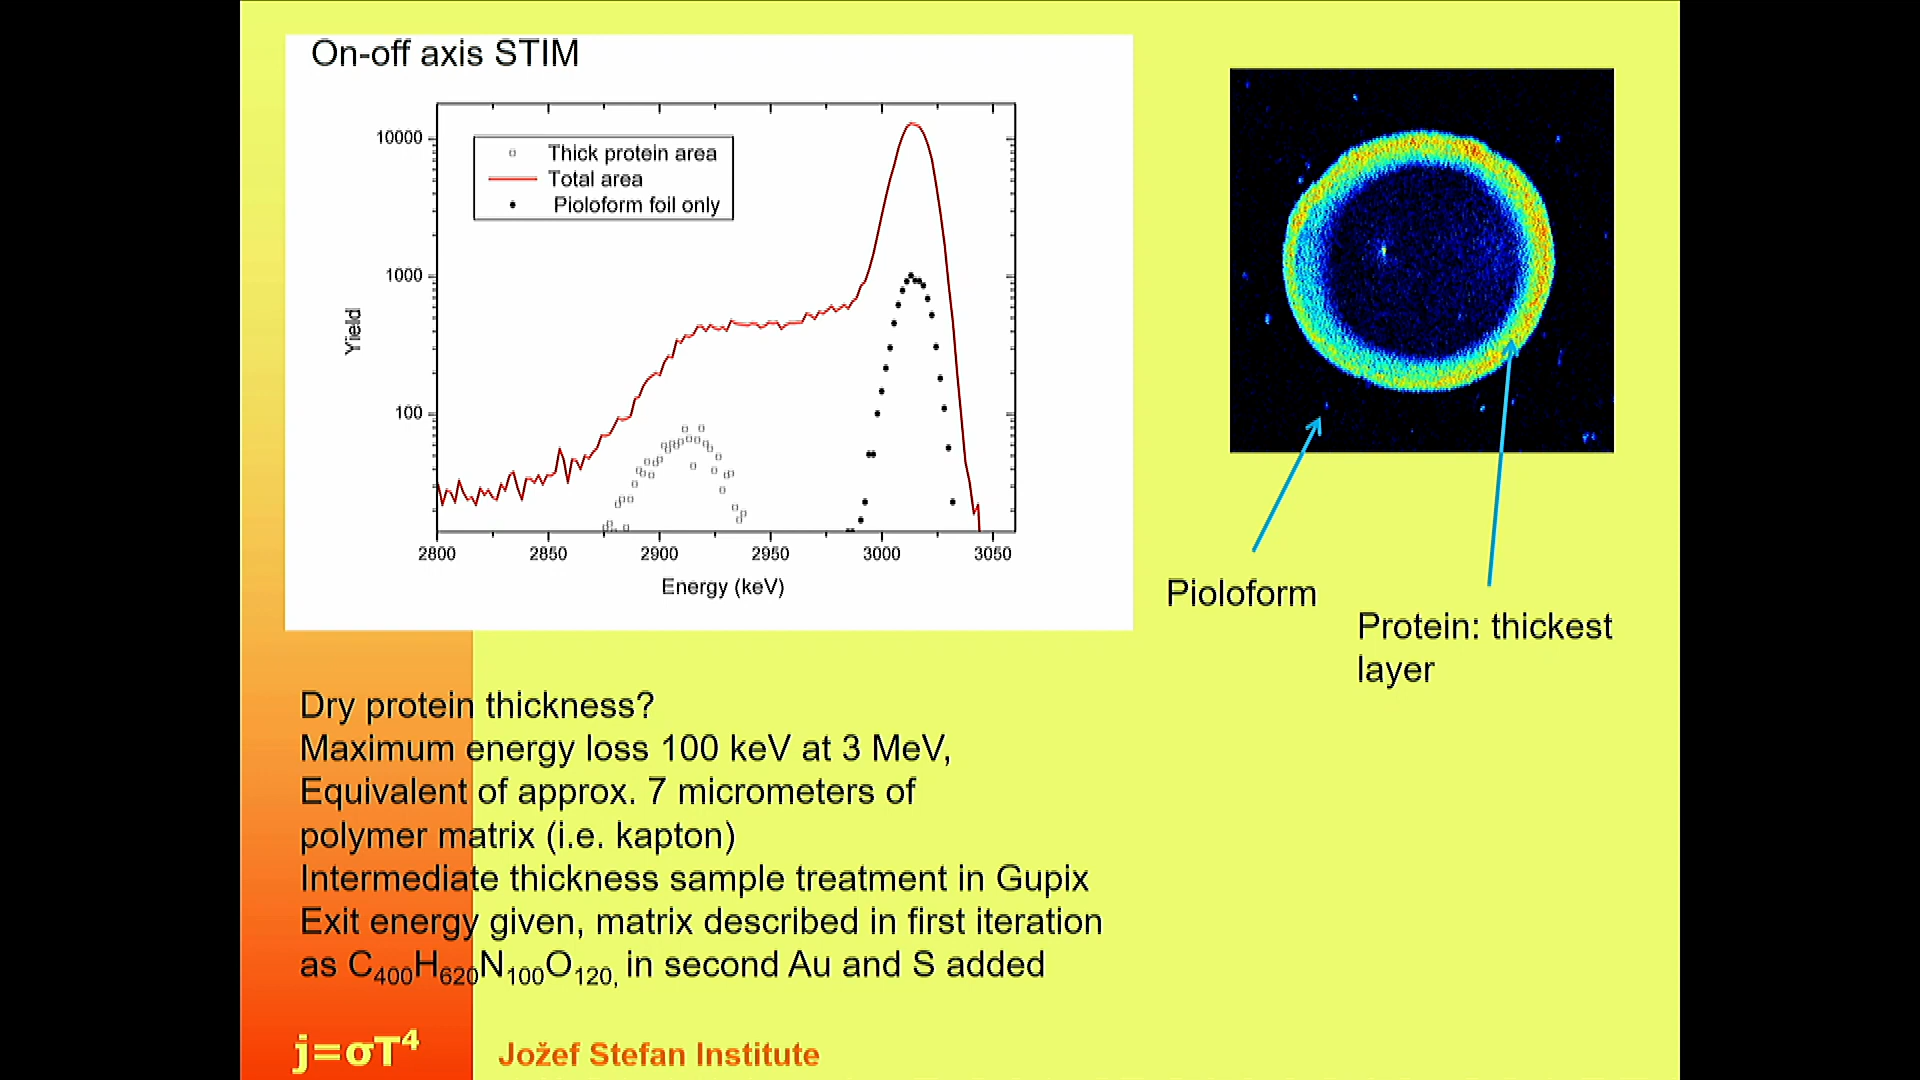 On-off axis STIM
10000
1000
100
Yield
Thick protein area
Total area
Pioloform foil only
2800 2850 2900 2950 3000 3050
Energy (keV)
Pioloform
Protein: thickest
layer
Dry protein thickness?
Maximum energy loss 100 keV at 3 MeV,
Equivalent of approx. 7 micrometers of
polymer matrix (i.e. kapton)
Intermediate thickness sample treatment in Gupix
Exit energy given, matrix described in first iteration
as C₄₀₀H₆₂₀N₁₀₀O₁₂₀, in second Au and S added
j=σT⁴
Jožef Stefan Institute